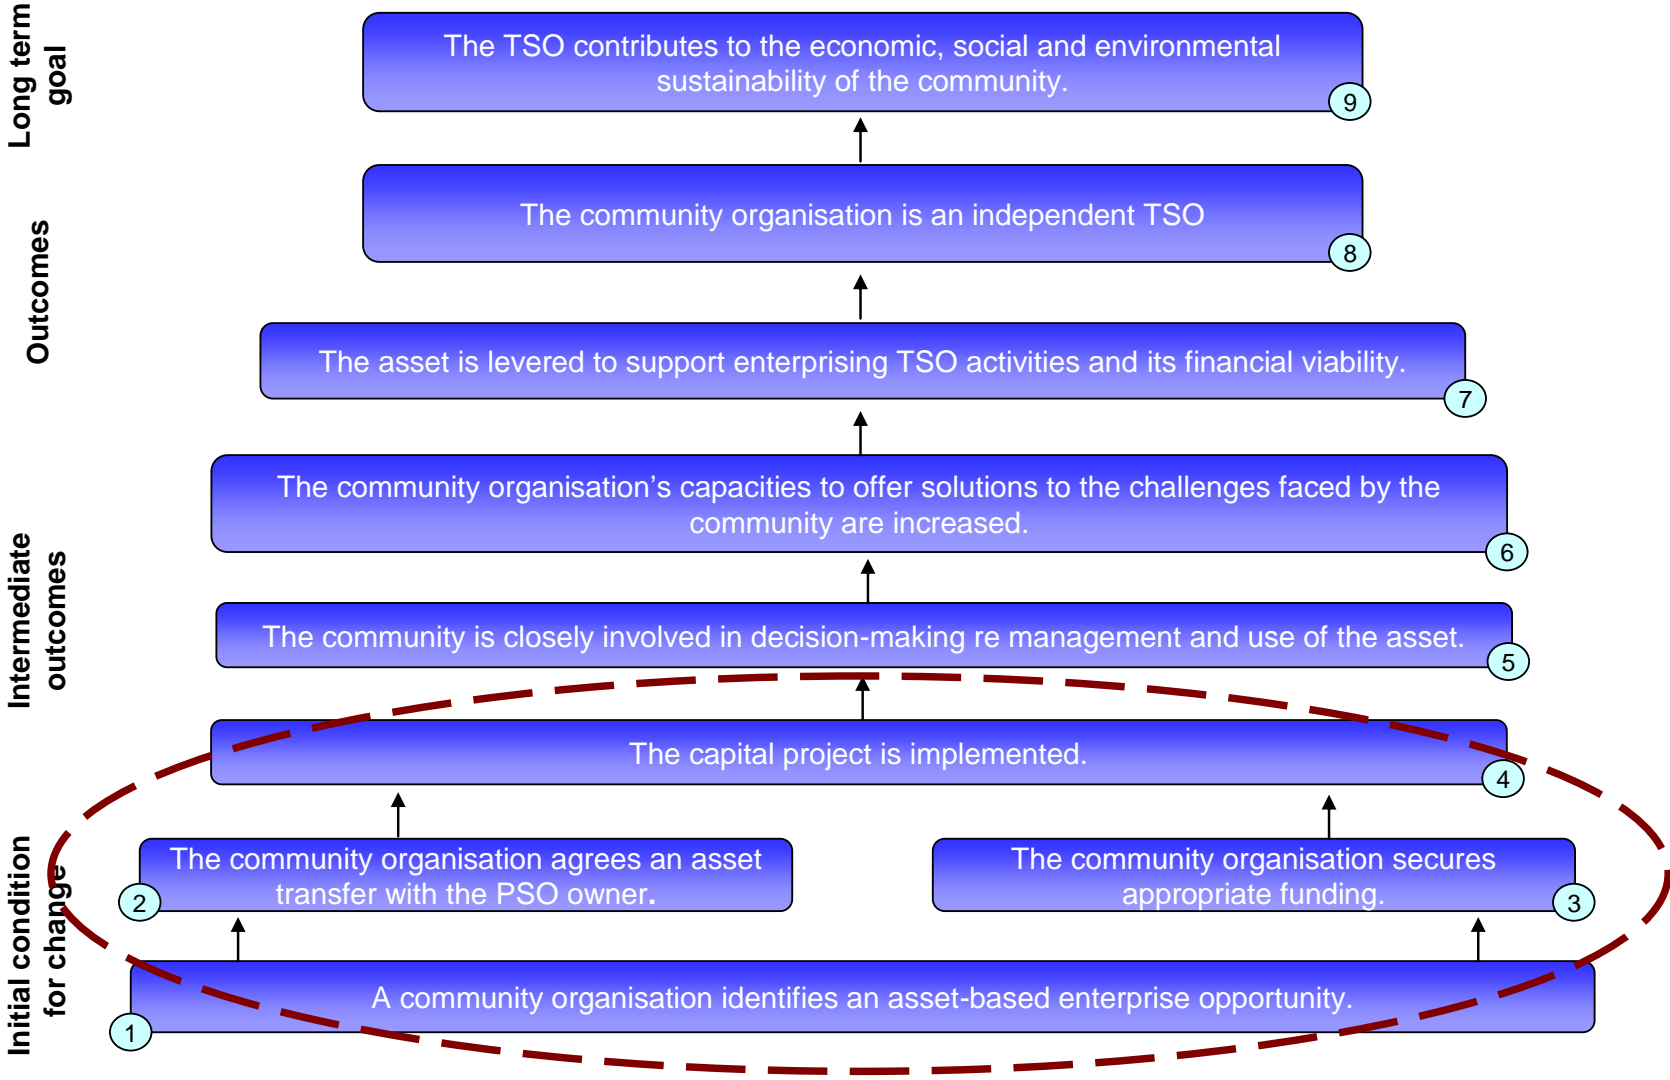 Long term
goal
The TSO contributes to the economic, social and environmental
sustainability of the community.
9
Outcomes
The community organisation is an independent TSO
8
The asset is levered to support enterprising TSO activities and its financial viability.
7
Intermediate
outcomes
The community organisation’s capacities to offer solutions to the challenges faced by the
community are increased.
6
The community is closely involved in decision-making re management and use of the asset.
5
The capital project is implemented.
4
Initial condition
for change
The community organisation agrees an asset
transfer with the PSO owner.
2
The community organisation secures
appropriate funding.
3
A community organisation identifies an asset-based enterprise opportunity.
1